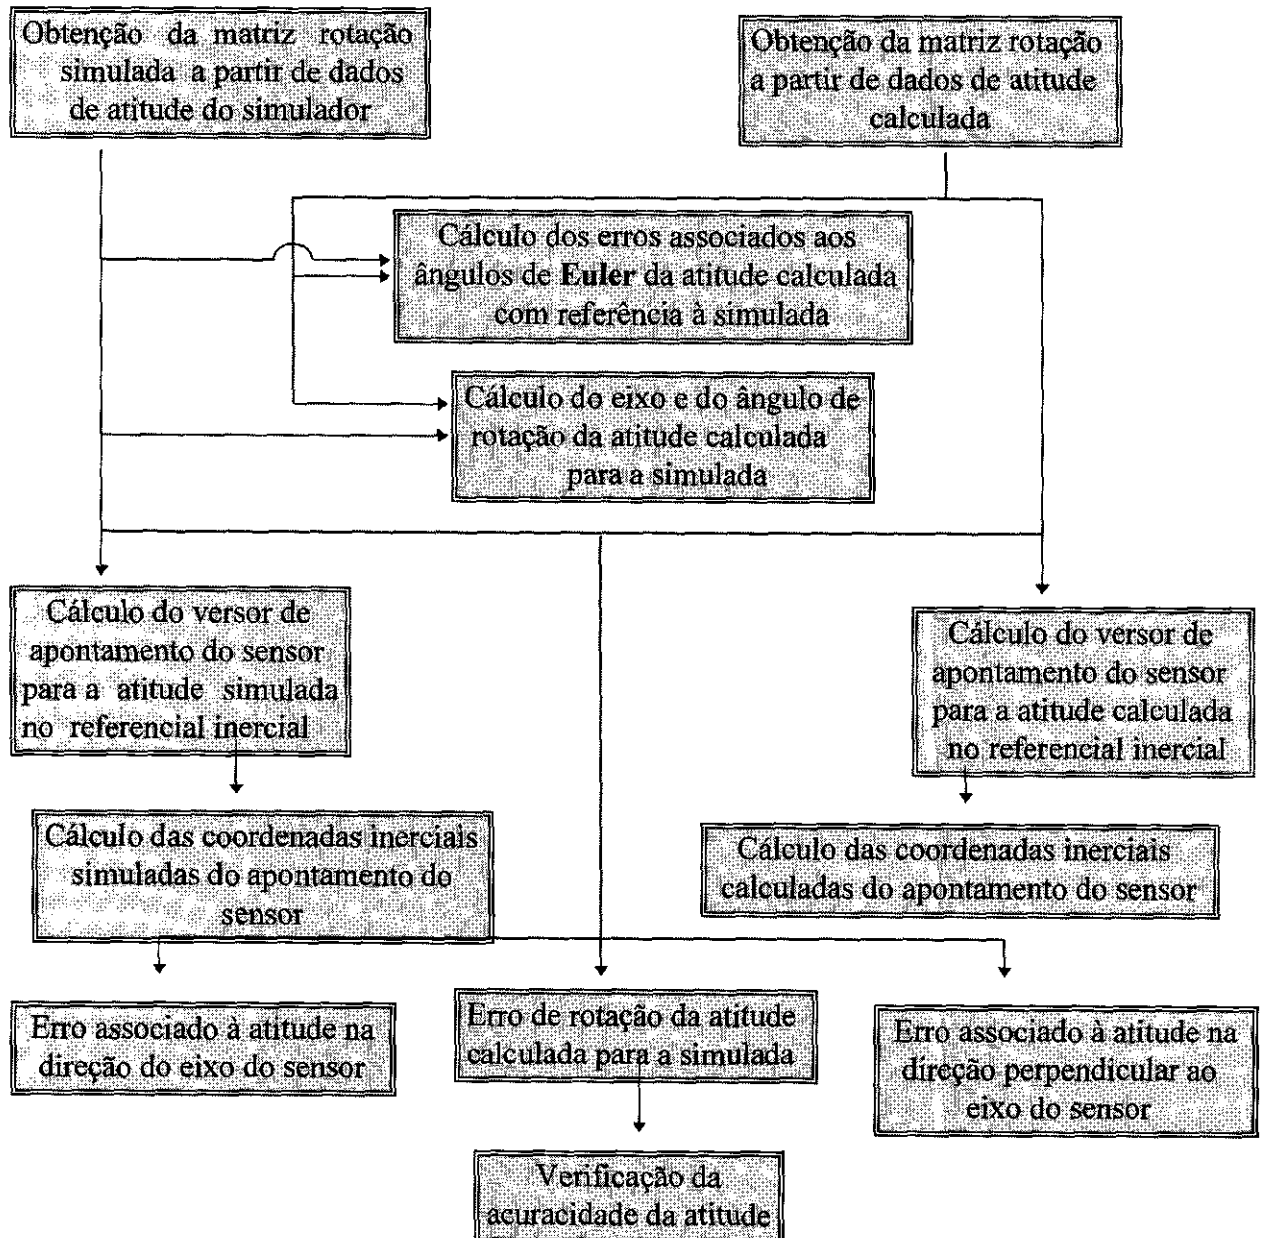 Obtenção da matriz rotação
simulada a partir de dados
de atitude do simulador
Obtenção da matriz rotação
a partir de dados de atitude
calculada
Cálculo dos erros associados aos
ângulos de Euler da atitude calculada
com referência à simulada
Cálculo do eixo e do ângulo de
rotação da atitude calculada
para a simulada
Cálculo do versor de
apontamento do sensor
para a atitude simulada
no referencial inercial
Cálculo do versor de
apontamento do sensor
para a atitude calculada
no referencial inercial
Cálculo das coordenadas inerciais
simuladas do apontamento do
sensor
Cálculo das coordenadas inerciais
calculadas do apontamento do sensor
Erro associado à atitude na
direção do eixo do sensor
Erro de rotação da atitude
calculada para a simulada
Erro associado à atitude na
direção perpendicular ao
eixo do sensor
Verificação da
acuracidade da atitude